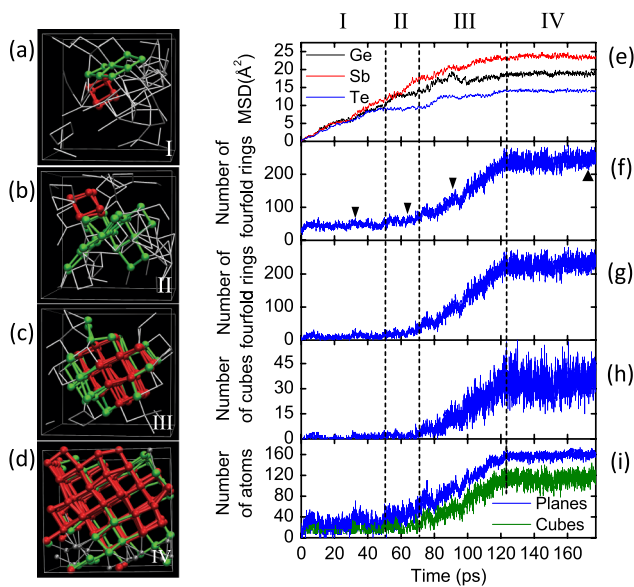 I II III IV
(a)
I
(b)
II
(c)
III
(d)
IV
MSD(Å²)
25
20
15
10
5
0
Ge
Sb
Te
(e)
Number of
fourfold rings
200
100
0
(f)
Number of
fourfold rings
200
100
0
(g)
Number
of cubes
45
30
15
0
(h)
Number
of atoms
160
120
80
40
0
Planes
Cubes
(i)
0 20 40 60 80 100 120 140 160
Time (ps)